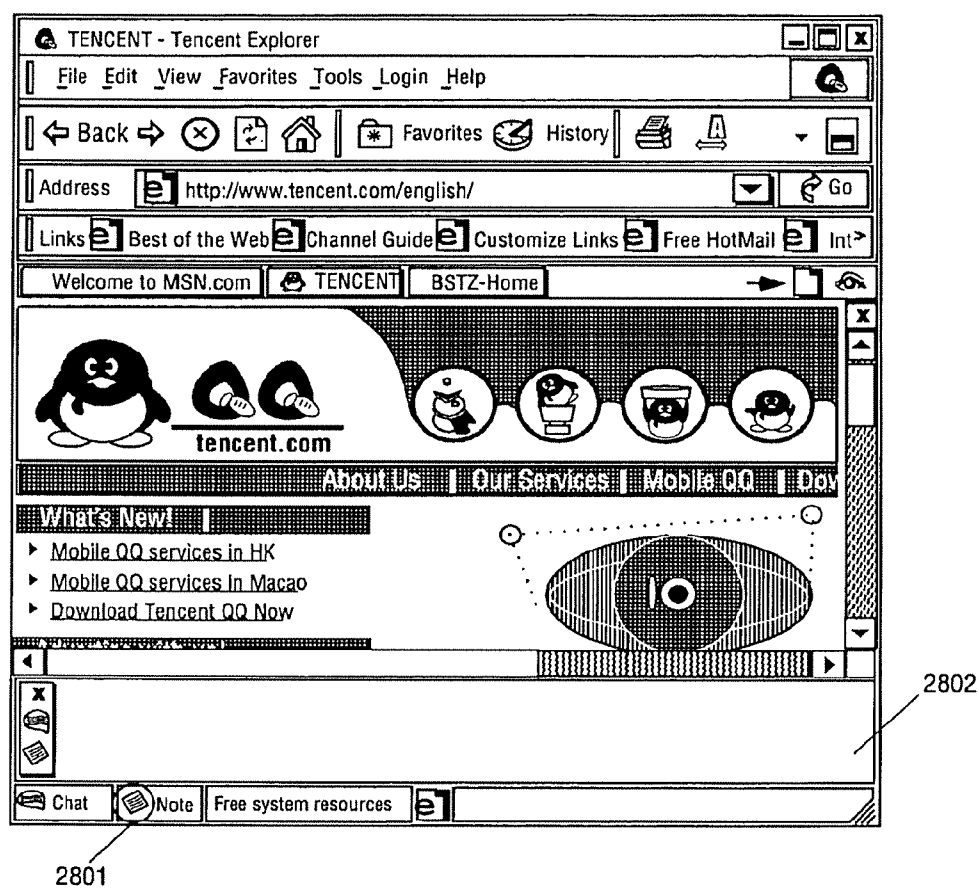 TENCENT - Tencent Explorer
File Edit View Favorites Tools Login Help
Back Favorites History
Address http://www.tencent.com/english/ Go
Links Best of the Web Channel Guide Customize Links Free HotMail Int>
Welcome to MSN.com TENCENT BSTZ-Home
tencent.com
About Us | Our Services | Mobile QQ | Dov
What's New!
Mobile QQ services in HK
Mobile QQ services In Macao
Download Tencent QQ Now
2802
Chat Note Free system resources
2801